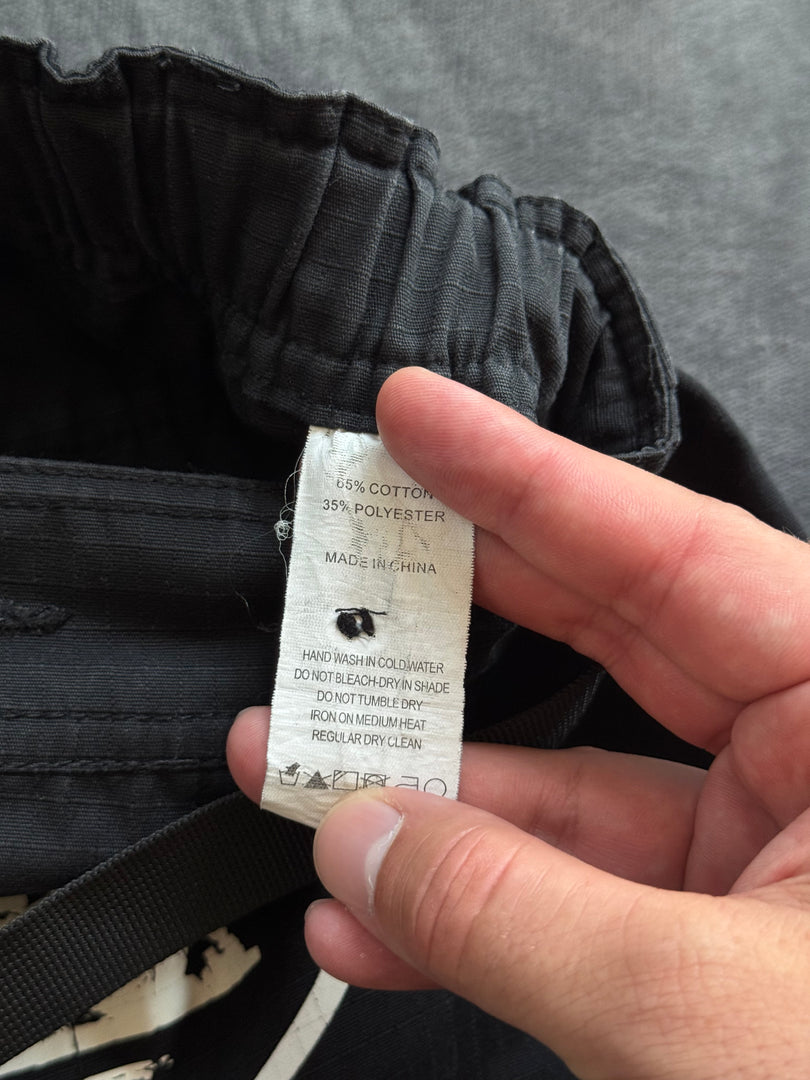 65% COTTON
35% POLYESTER
MADE IN CHINA
HAND WASH IN COLD WATER
DO NOT BLEACH-DRY IN SHADE
DO NOT TUMBLE DRY
IRON ON MEDIUM HEAT
REGULAR DRY CLEAN